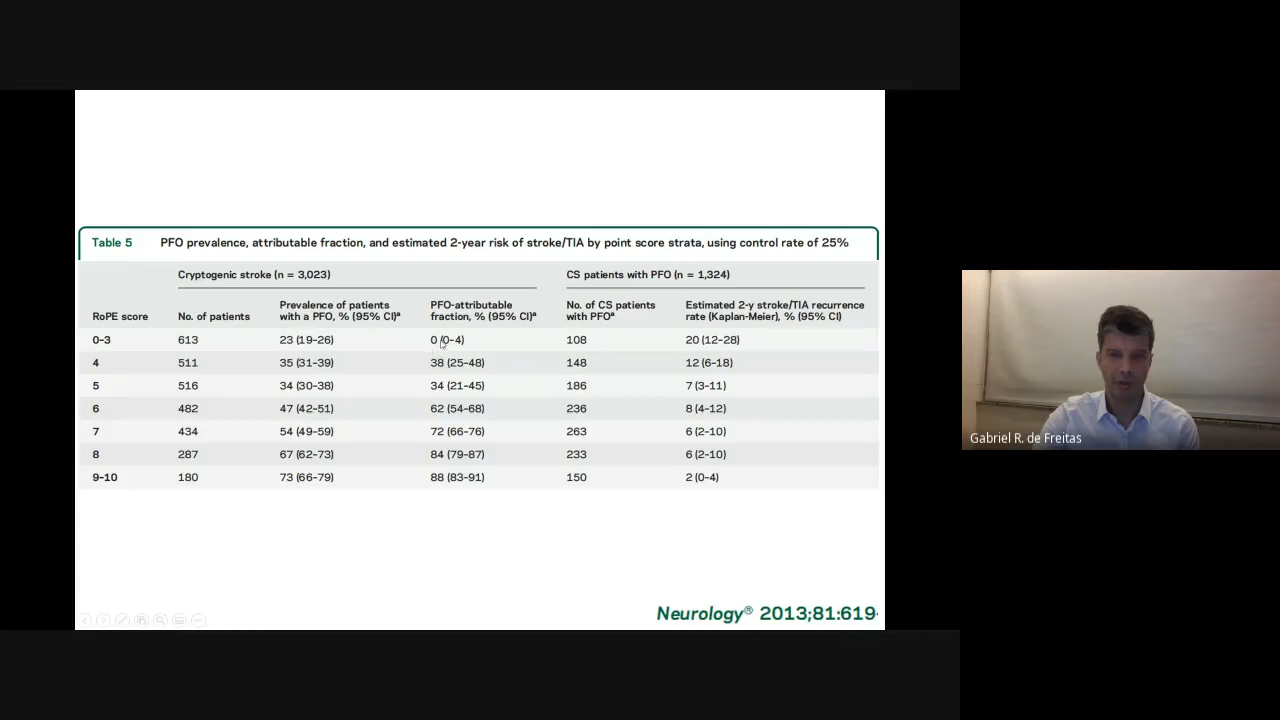 Table 5 PFO prevalence, attributable fraction, and estimated 2-year risk of stroke/TIA by point score strata, using control rate of 25%
Cryptogenic stroke (n = 3,023) CS patients with PFO (n = 1,324)
RoPE score No. of patients Prevalence of patients with a PFO, % (95% CI)ᵃ PFO-attributable fraction, % (95% CI)ᵃ No. of CS patients with PFOᵃ Estimated 2-y stroke/TIA recurrence rate (Kaplan-Meier), % (95% CI)
0-3 613 23 (19-26) 0 (0-4) 108 20 (12-28)
4 511 35 (31-39) 38 (25-48) 148 12 (6-18)
5 516 34 (30-38) 34 (21-45) 186 7 (3-11)
6 482 47 (42-51) 62 (54-68) 236 8 (4-12)
7 434 54 (49-59) 72 (66-76) 263 6 (2-10)
8 287 67 (62-73) 84 (79-87) 233 6 (2-10)
9-10 180 73 (66-79) 88 (83-91) 150 2 (0-4)
Neurology® 2013;81:619-
Gabriel R. de Freitas